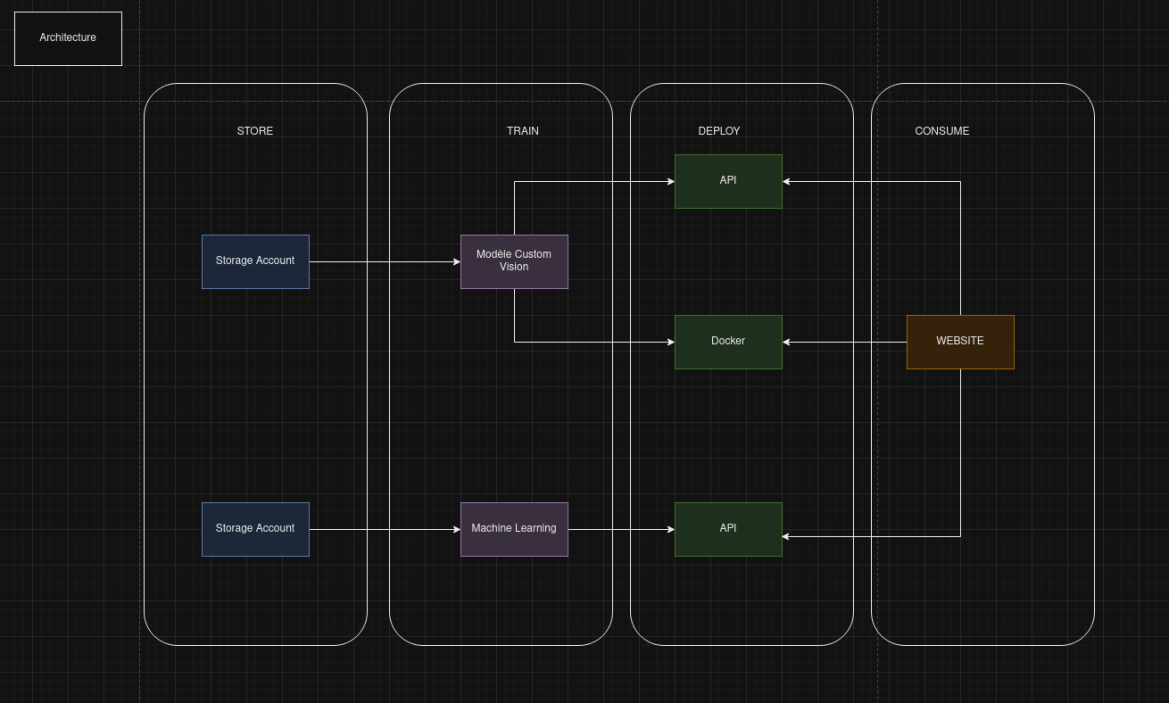 Architecture
STORE
TRAIN
DEPLOY
CONSUME
API
Storage Account
Modèle Custom
Vision
Docker
WEBSITE
Storage Account
Machine Learning
API